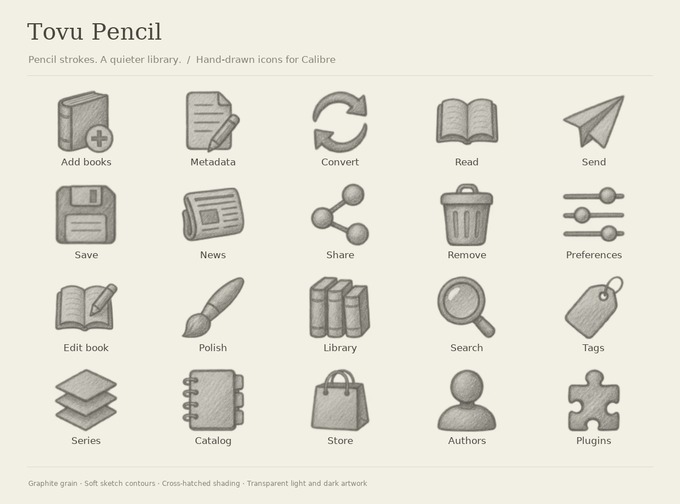 Tovu Pencil
Pencil strokes. A quieter library. / Hand-drawn icons for Calibre
Add books
Metadata
Convert
Read
Send
Save
News
Share
Remove
Preferences
Edit book
Polish
Library
Search
Tags
Series
Catalog
Store
Authors
Plugins
Graphite grain · Soft sketch contours · Cross-hatched shading · Transparent light and dark artwork